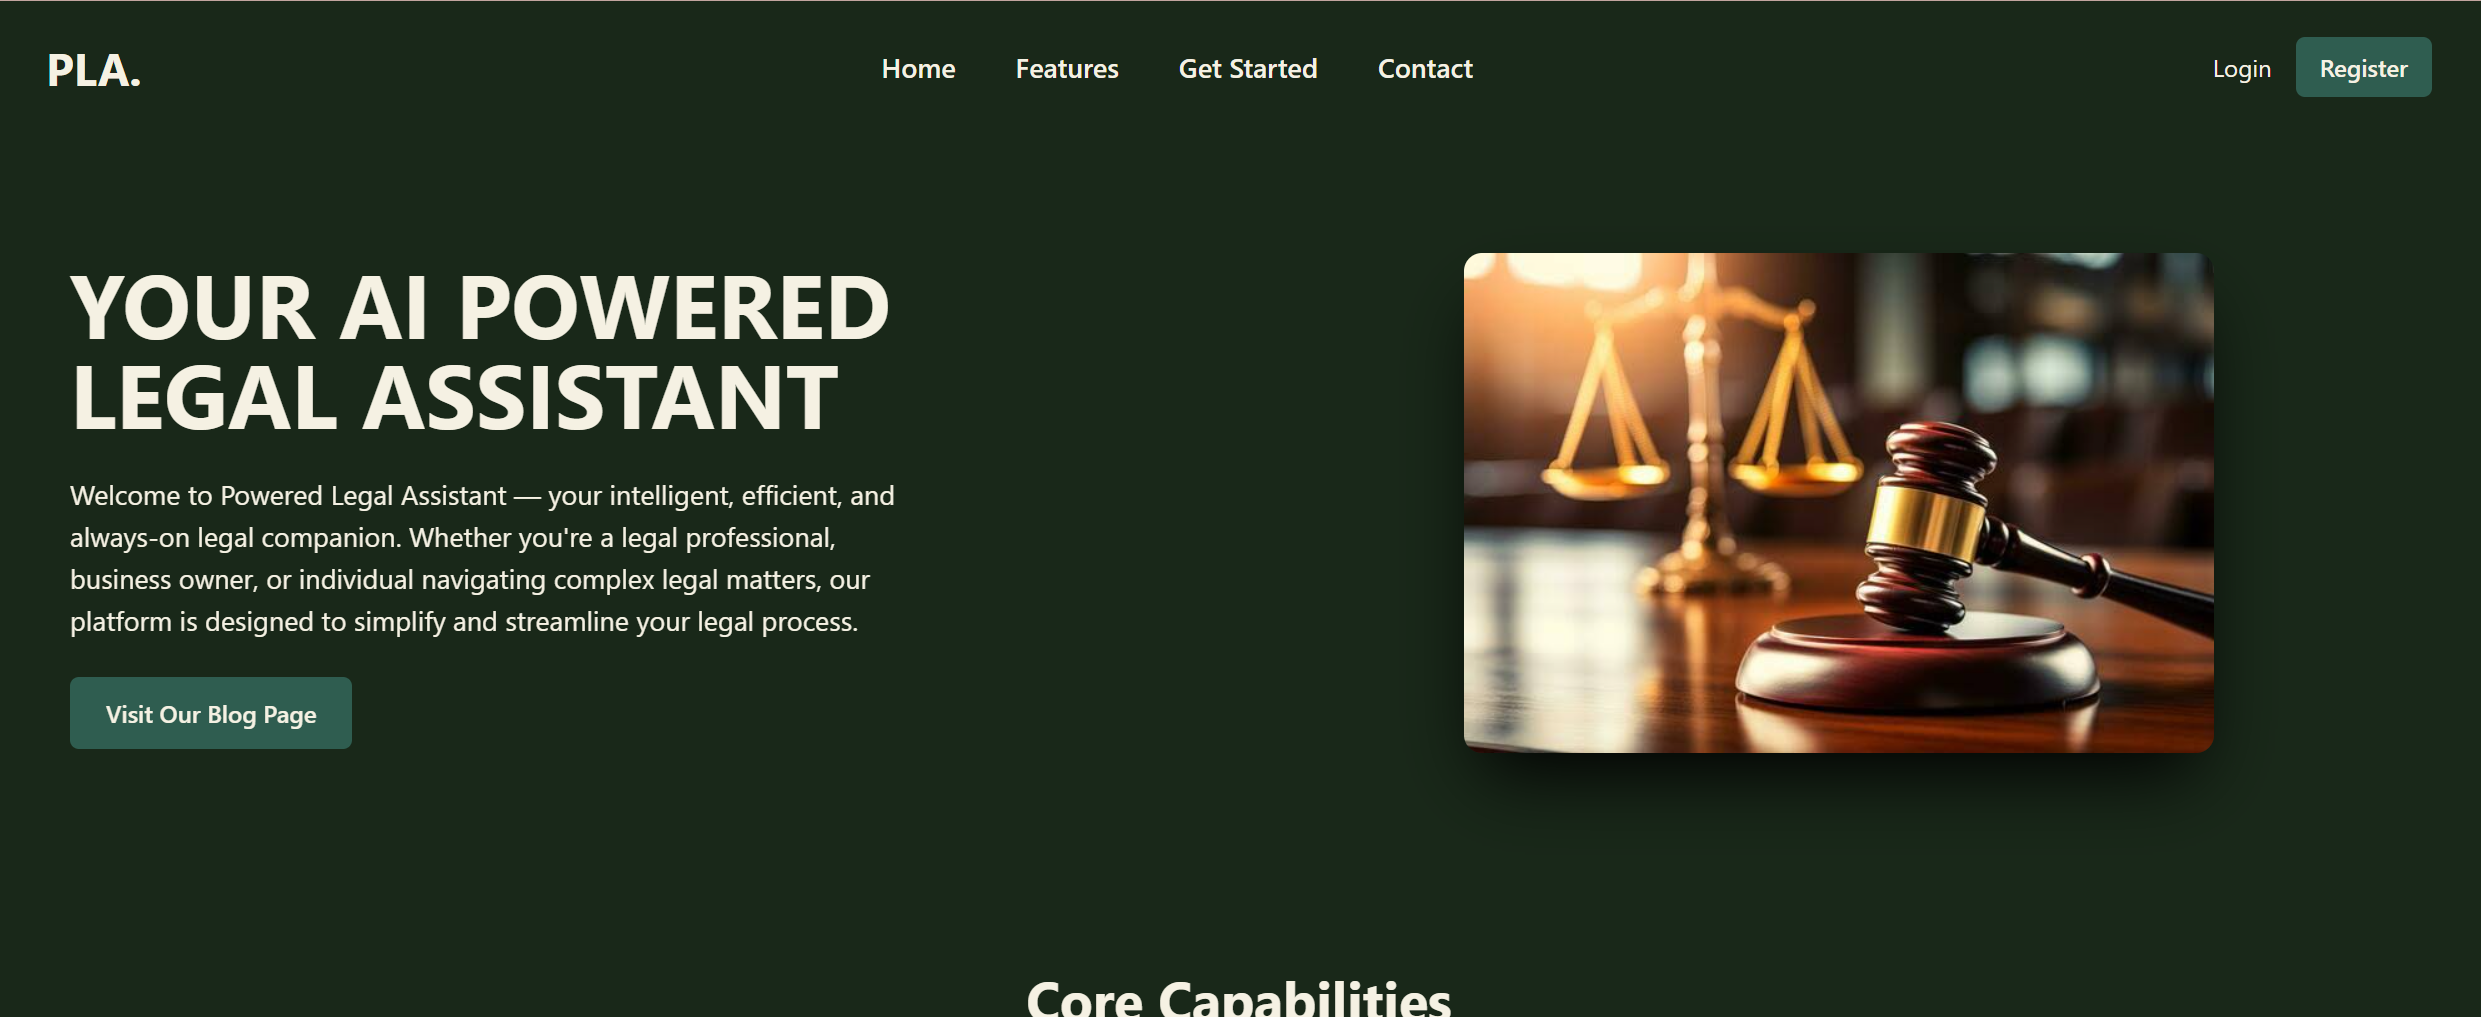 PLA.
Home
Features
Get Started
Contact
Login
Register
YOUR AI POWERED
LEGAL ASSISTANT
Welcome to Powered Legal Assistant — your intelligent, efficient, and
always-on legal companion. Whether you're a legal professional,
business owner, or individual navigating complex legal matters, our
platform is designed to simplify and streamline your legal process.
Visit Our Blog Page
Core Capabilities